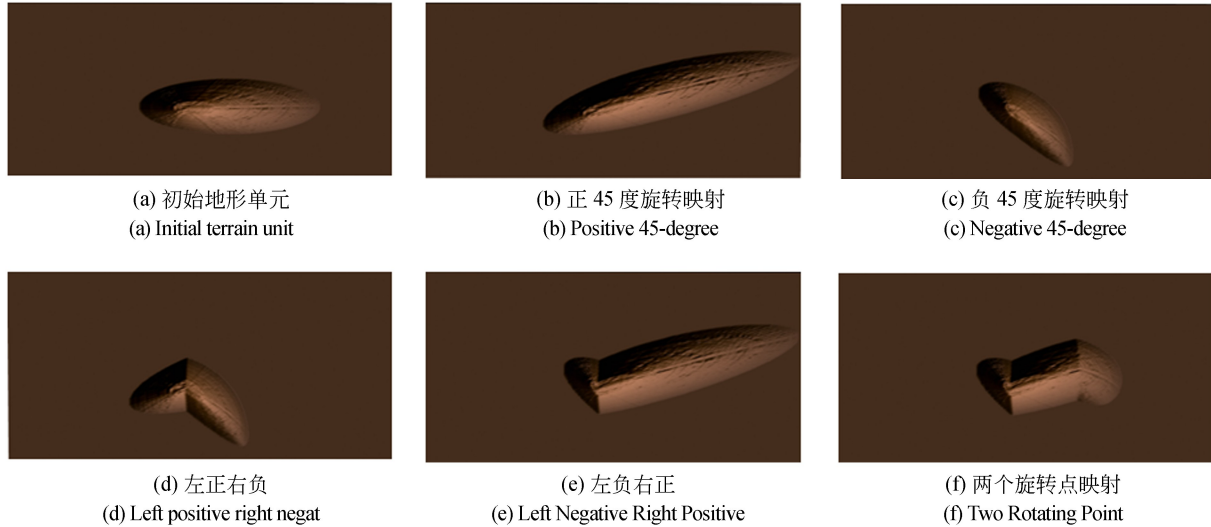 (a) 初始地形单元
(a) Initial terrain unit
(b) 正 45 度旋转映射
(b) Positive 45-degree
(c) 负 45 度旋转映射
(c) Negative 45-degree
(d) 左正右负
(d) Left positive right negat
(e) 左负右正
(e) Left Negative Right Positive
(f) 两个旋转点映射
(f) Two Rotating Point